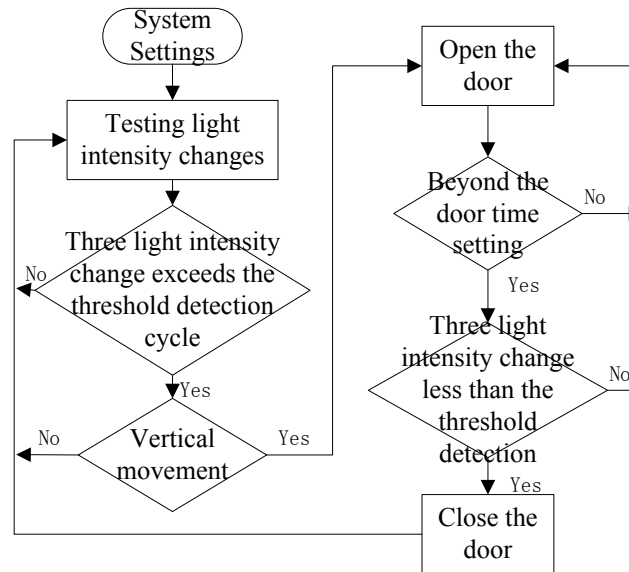 System
Settings
Testing light
intensity changes
Three light intensity
change exceeds the
threshold detection
cycle
No
Yes
Vertical
movement
No
Yes
Open the
door
Beyond the
door time
setting
No
Yes
Three light
intensity change
less than the
threshold
detection
No
Yes
Close the
door